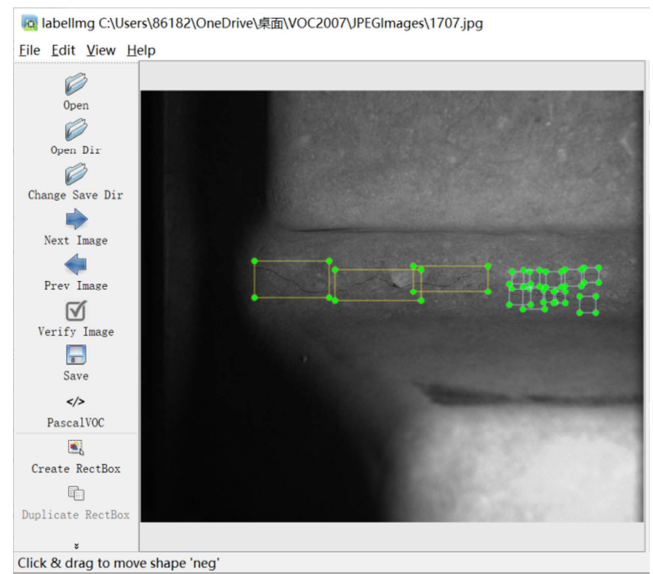 labelImg C:\Users\86182\OneDrive\桌面\VOC2007\JPEGImages\1707.jpg
File Edit View Help
Open
Open Dir
Change Save Dir
Next Image
Prev Image
Verify Image
Save
</>
PascalVOC
Create RectBox
Duplicate RectBox
Click & drag to move shape 'neg'